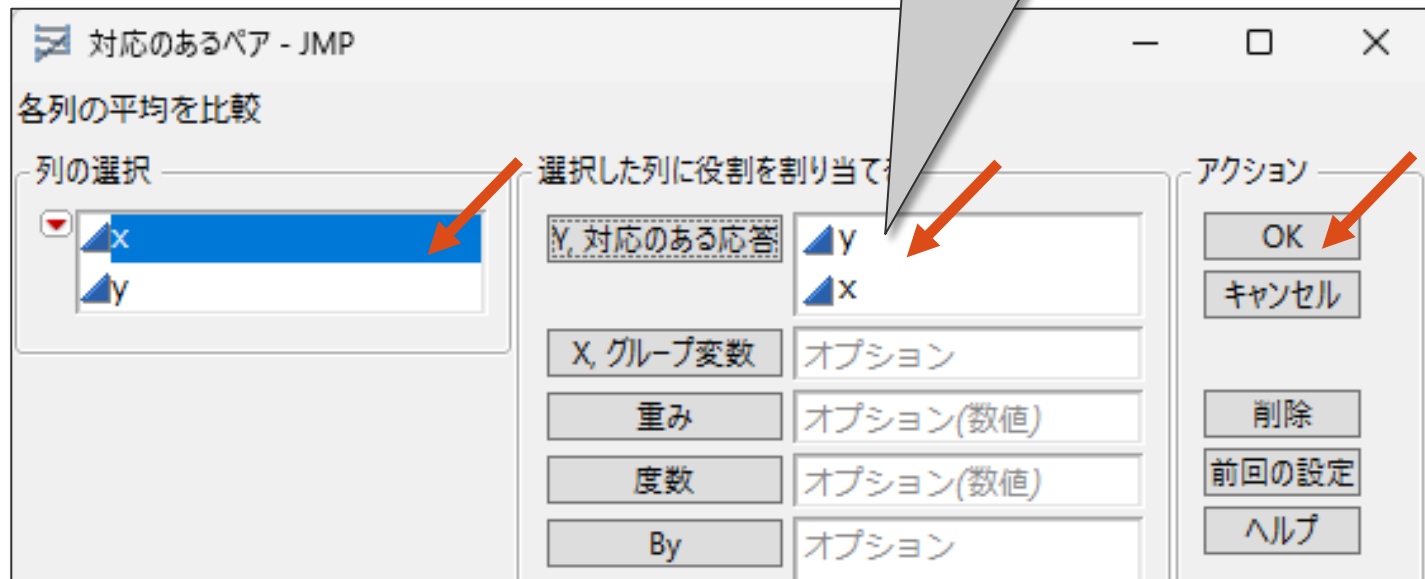 対応のあるペア - JMP
各列の平均を比較
列の選択
x
y
選択した列に役割を割り当て
Y, 対応のある応答
y
x
X, グループ変数
オプション
重み
オプション(数値)
度数
オプション(数値)
By
オプション
アクション
OK
キャンセル
削除
前回の設定
ヘルプ